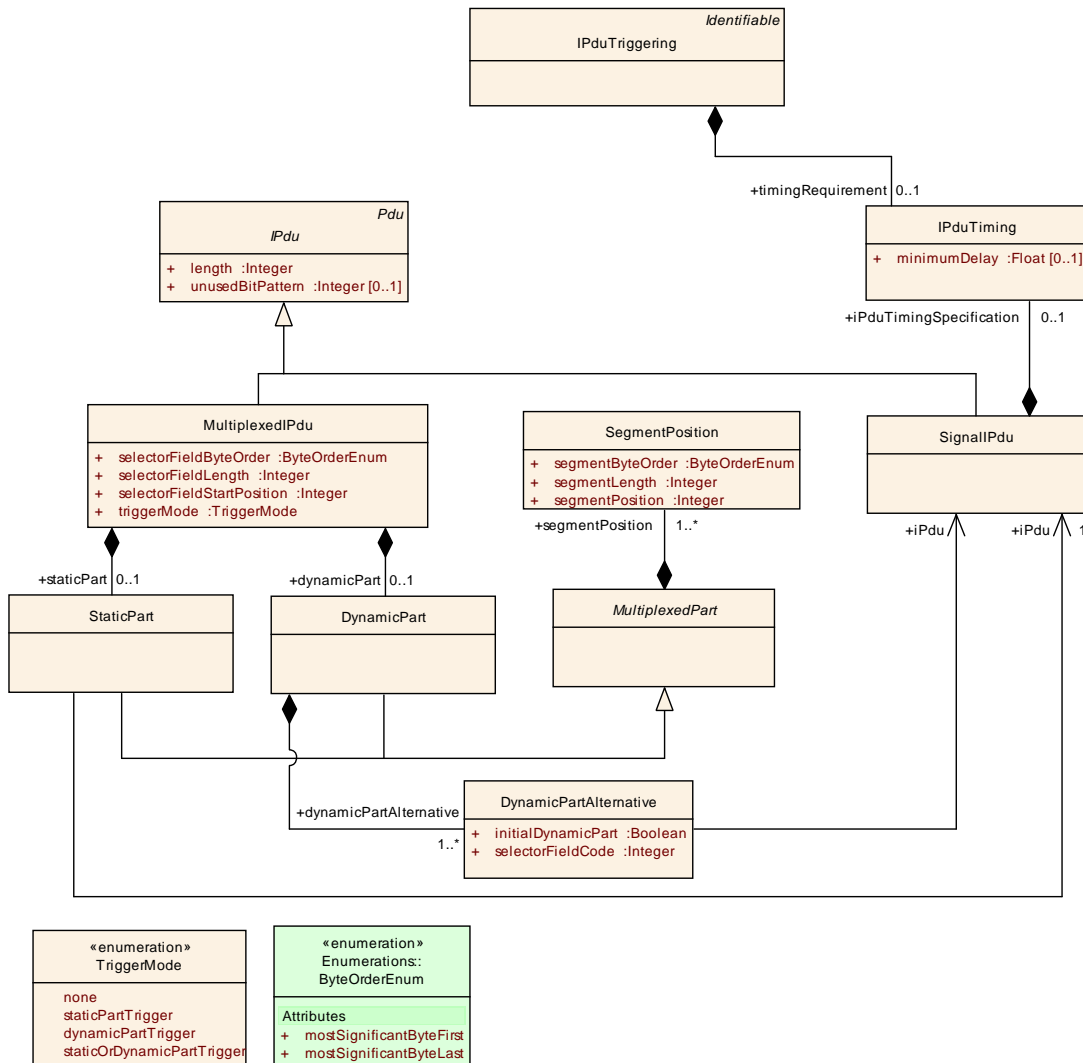 Identifiable
IPduTriggering
+timingRequirement 0..1
Pdu
IPdu
+ length :Integer
+ unusedBitPattern :Integer [0..1]
IPduTiming
+ minimumDelay :Float [0..1]
+iPduTimingSpecification 0..1
MultiplexedIPdu
+ selectorFieldByteOrder :ByteOrderEnum
+ selectorFieldLength :Integer
+ selectorFieldStartPosition :Integer
+ triggerMode :TriggerMode
SegmentPosition
+ segmentByteOrder :ByteOrderEnum
+ segmentLength :Integer
+ segmentPosition :Integer
SignalIPdu
+segmentPosition 1..*
+iPdu
+iPdu 1
+staticPart 0..1
+dynamicPart 0..1
StaticPart
DynamicPart
MultiplexedPart
+dynamicPartAlternative
1..*
DynamicPartAlternative
+ initialDynamicPart :Boolean
+ selectorFieldCode :Integer
«enumeration»
TriggerMode
none
staticPartTrigger
dynamicPartTrigger
staticOrDynamicPartTrigger
«enumeration»
Enumerations::
ByteOrderEnum
Attributes
+ mostSignificantByteFirst
+ mostSignificantByteLast